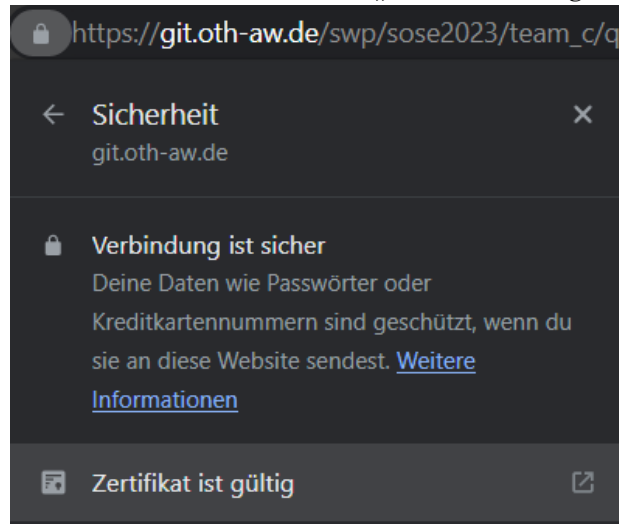 https://git.oth-aw.de/swp/sose2023/team_c/q
Sicherheit
git.oth-aw.de
Verbindung ist sicher
Deine Daten wie Passwörter oder
Kreditkartennummern sind geschützt, wenn du
sie an diese Website sendest. Weitere
Informationen
Zertifikat ist gültig